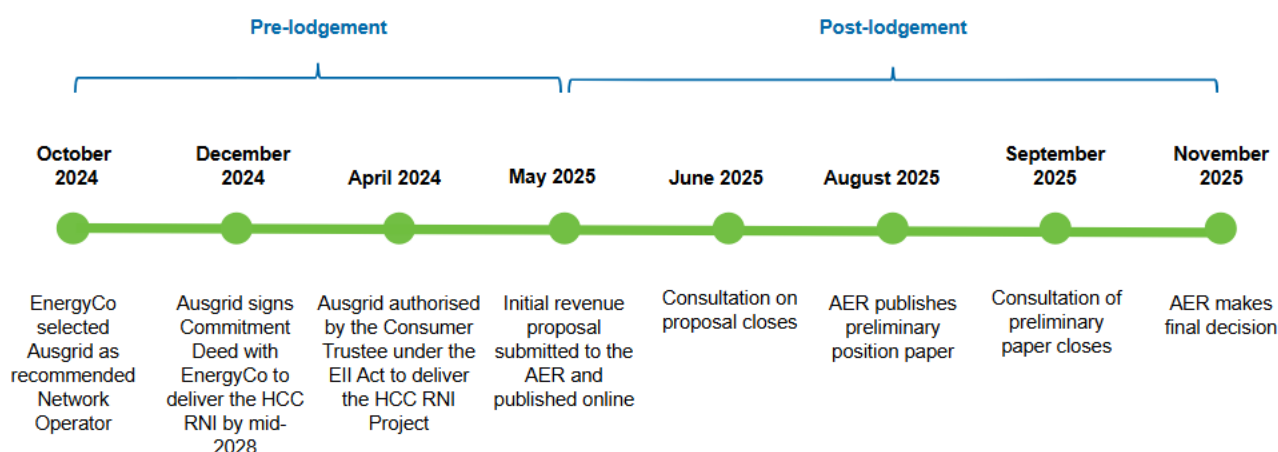 Pre-lodgement
Post-lodgement
October
2024
December
2024
April 2024
May 2025
June 2025
August 2025
September
2025
November
2025
EnergyCo
selected
Ausgrid as
recommended
Network
Operator
Ausgrid signs
Commitment
Deed with
EnergyCo to
deliver the HCC
RNI by mid-
2028
Ausgrid authorised
by the Consumer
Trustee under the
EII Act to deliver
the HCC RNI
Project
Initial revenue
proposal
submitted to the
AER and
published online
Consultation on
proposal closes
AER publishes
preliminary
position paper
Consultation of
preliminary
paper closes
AER makes
final decision